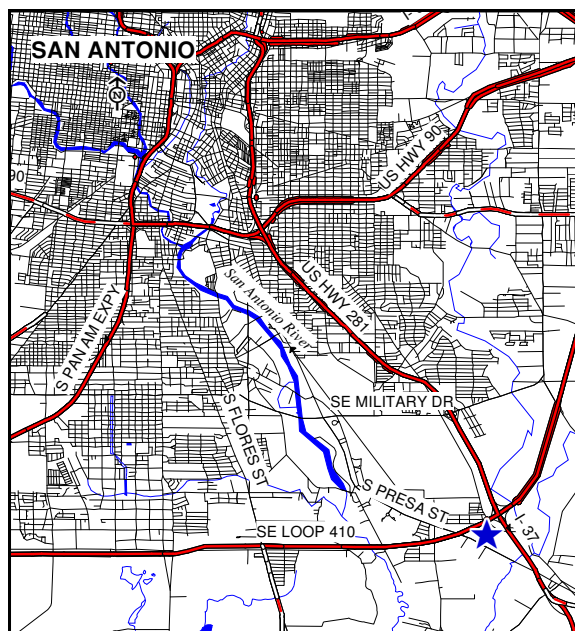 SAN ANTONIO
N
US HWY 90
90
San Antonio River
US HWY 281
S PAN AM EXPY
S FLORES ST
SE MILITARY DR
S PRESA ST
I- 37
SE LOOP 410